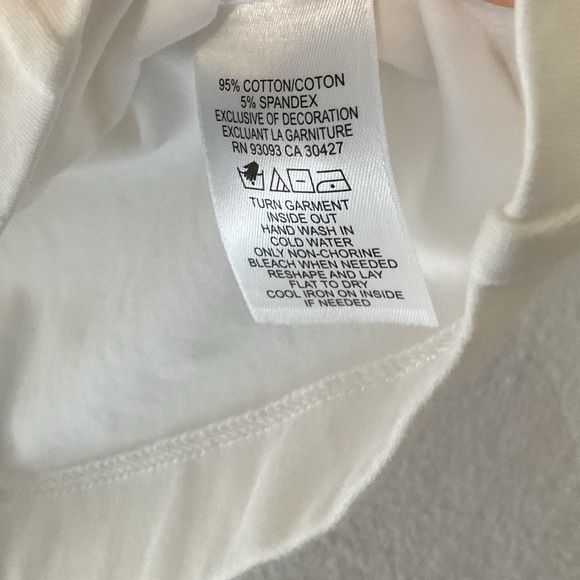 95% COTTON/COTON
5% SPANDEX
EXCLUSIVE OF DECORATION
EXCLUANT LA GARNITURE
RN 93093 CA 30427
TURN GARMENT
INSIDE OUT
HAND WASH IN
COLD WATER
ONLY NON-CHORINE
BLEACH WHEN NEEDED
RESHAPE AND LAY
FLAT TO DRY
COOL IRON ON INSIDE
IF NEEDED